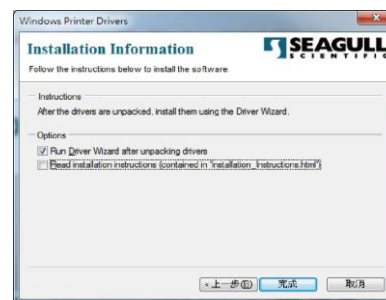 Windows Printer Drivers
Installation Information
SEAGULL
SCIENTIFIC
Follow the instructions below to install the software.
Instructions
After the drivers are unpacked, install them using the Driver Wizard.
Options
Run Driver Wizard after unpacking drivers
Read installation instructions (contained in "Installation_Instructions.html")
<上一步(B) 完成 取消